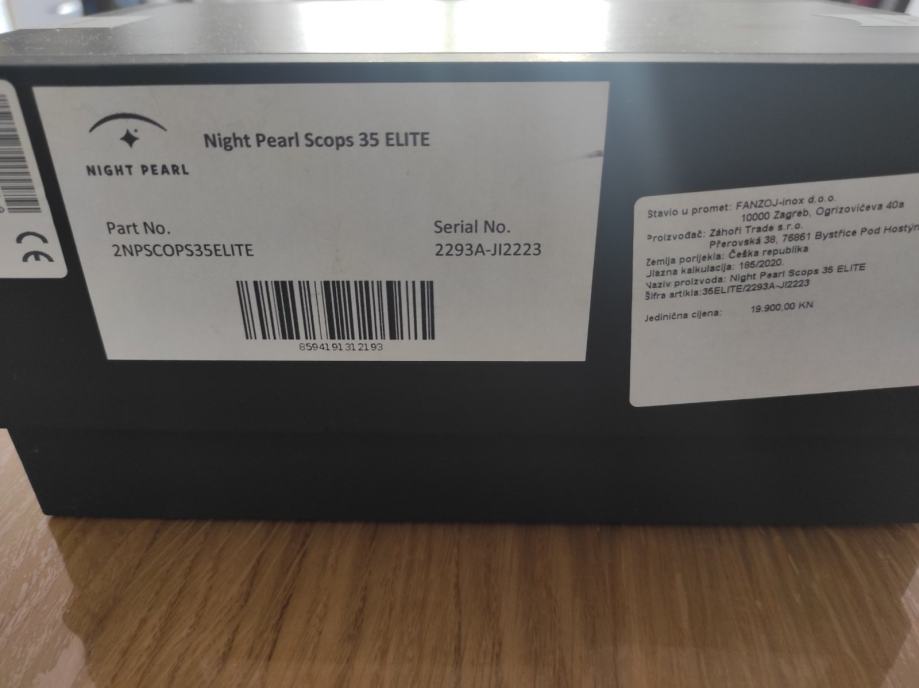 NIGHT PEARL
Night Pearl Scops 35 ELITE
Part No.
2NPSCOPS35ELITE
Serial No.
2293A-JI2223
8594191312193
CE
Stavio u promet: FANZOJ-inox d.o.o.
10000 Zagreb, Ogrizovićeva 40a
Proizvođač: Záhoří Trade s.r.o.
Přerovská 38, 76861 Bystřice Pod Hostýn
Zemlja porijekla: Češka republika
Ulazna kalkulacija: 185/2020
Naziv proizvoda: Night Pearl Scops 35 ELITE
Šifra artikla:35ELITE/2293A-JI2223
Jedinična cijena: 19.900,00 KN